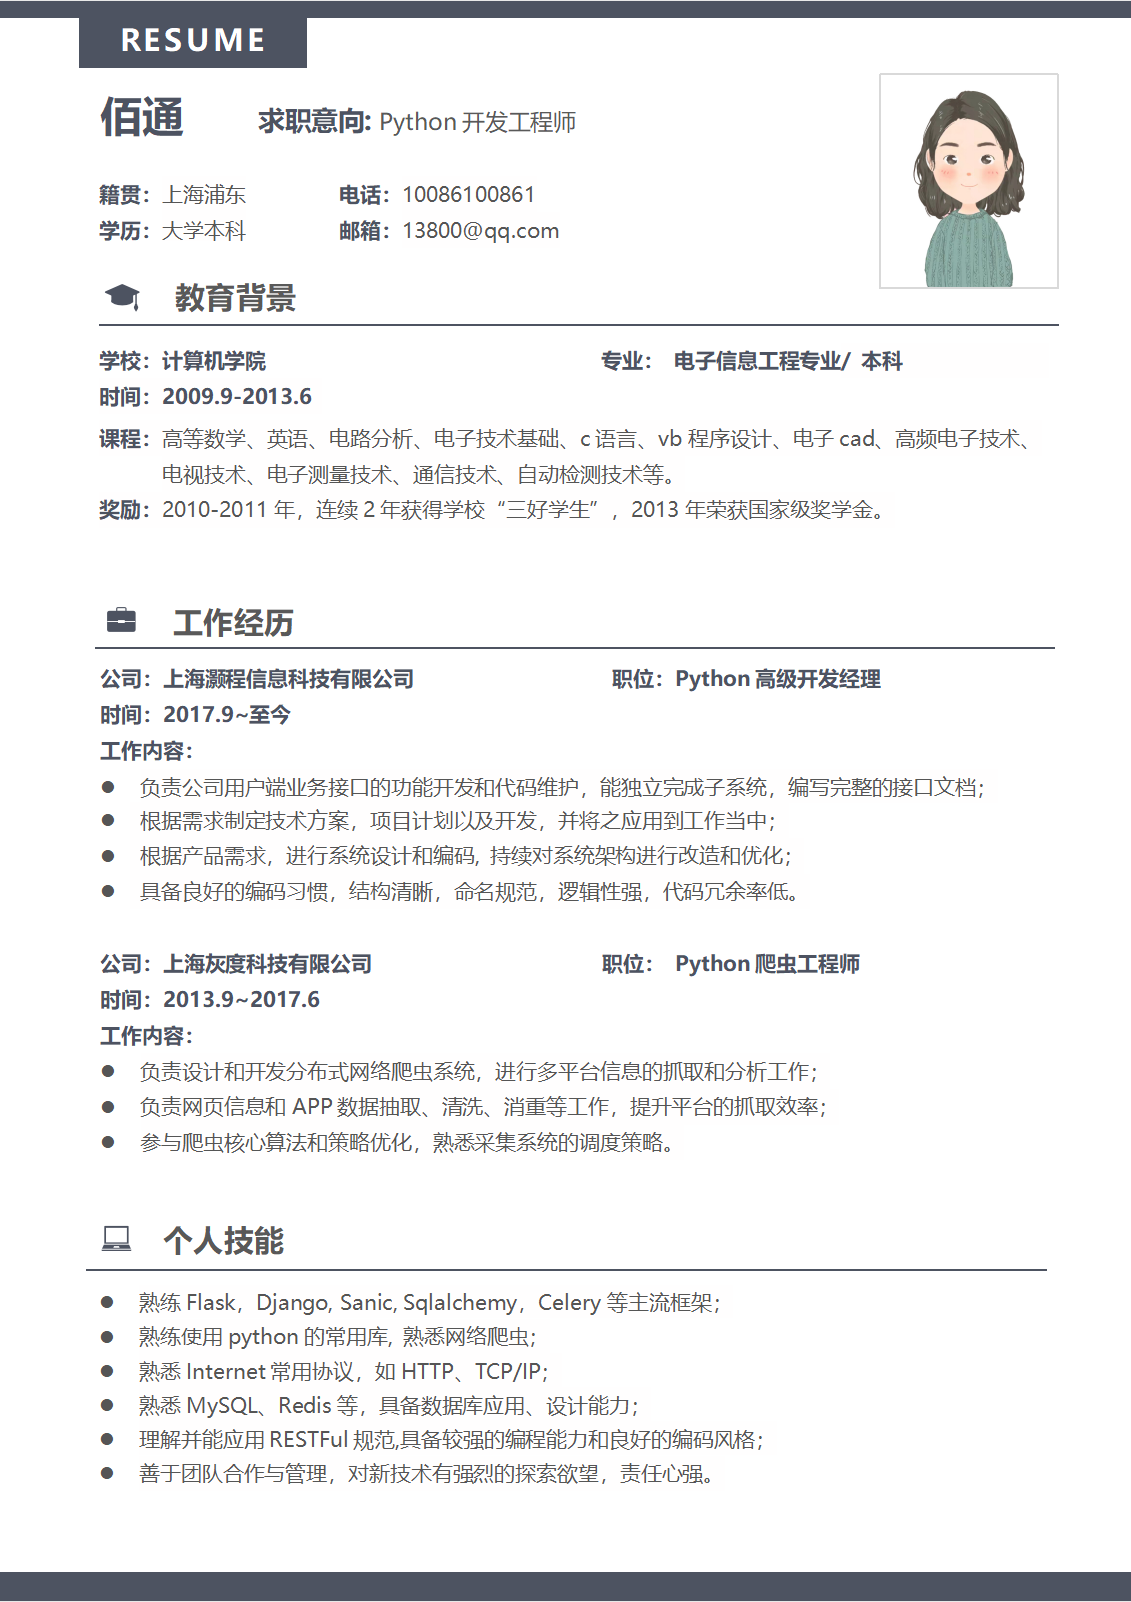 RESUME
佰通 求职意向: Python 开发工程师
籍贯：上海浦东 电话：10086100861
学历：大学本科 邮箱：13800@qq.com
教育背景
学校：计算机学院 专业： 电子信息工程专业/ 本科
时间：2009.9-2013.6
课程：高等数学、英语、电路分析、电子技术基础、c 语言、vb 程序设计、电子 cad、高频电子技术、
电视技术、电子测量技术、通信技术、自动检测技术等。
奖励：2010-2011 年，连续 2 年获得学校“三好学生”，2013 年荣获国家级奖学金。
工作经历
公司：上海灏程信息科技有限公司 职位：Python 高级开发经理
时间：2017.9~至今
工作内容：
● 负责公司用户端业务接口的功能开发和代码维护，能独立完成子系统，编写完整的接口文档；
● 根据需求制定技术方案，项目计划以及开发，并将之应用到工作当中；
● 根据产品需求，进行系统设计和编码, 持续对系统架构进行改造和优化；
● 具备良好的编码习惯，结构清晰，命名规范，逻辑性强，代码冗余率低。
公司：上海灰度科技有限公司 职位： Python 爬虫工程师
时间：2013.9~2017.6
工作内容：
● 负责设计和开发分布式网络爬虫系统，进行多平台信息的抓取和分析工作；
● 负责网页信息和 APP 数据抽取、清洗、消重等工作，提升平台的抓取效率；
● 参与爬虫核心算法和策略优化，熟悉采集系统的调度策略。
个人技能
● 熟练 Flask，Django, Sanic, Sqlalchemy，Celery 等主流框架；
● 熟练使用 python 的常用库, 熟悉网络爬虫；
● 熟悉 Internet 常用协议，如 HTTP、TCP/IP；
● 熟悉 MySQL、Redis 等，具备数据库应用、设计能力；
● 理解并能应用 RESTFul 规范,具备较强的编程能力和良好的编码风格；
● 善于团队合作与管理，对新技术有强烈的探索欲望，责任心强。